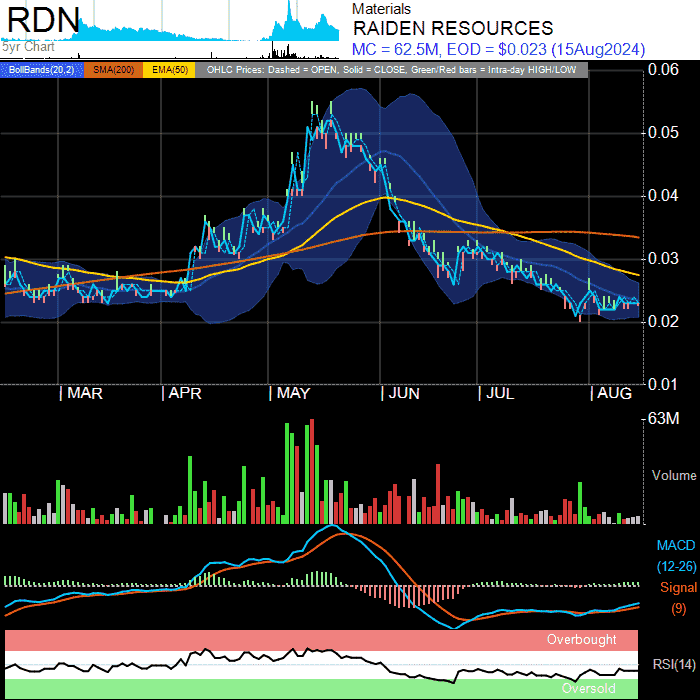 RDN
5yr Chart
Materials
RAIDEN RESOURCES
MC = 62.5M, EOD = $0.023 (15Aug2024)
BollBands(20,2) SMA(200) EMA(50) OHLC Prices: Dashed = OPEN, Solid = CLOSE, Green/Red bars = Intra-day HIGH/LOW
0.06
0.05
0.04
0.03
0.02
0.01
| MAR | APR | MAY | JUN | JUL | AUG
63M
Volume
MACD
(12-26)
Signal
(9)
Overbought
RSI(14)
Oversold